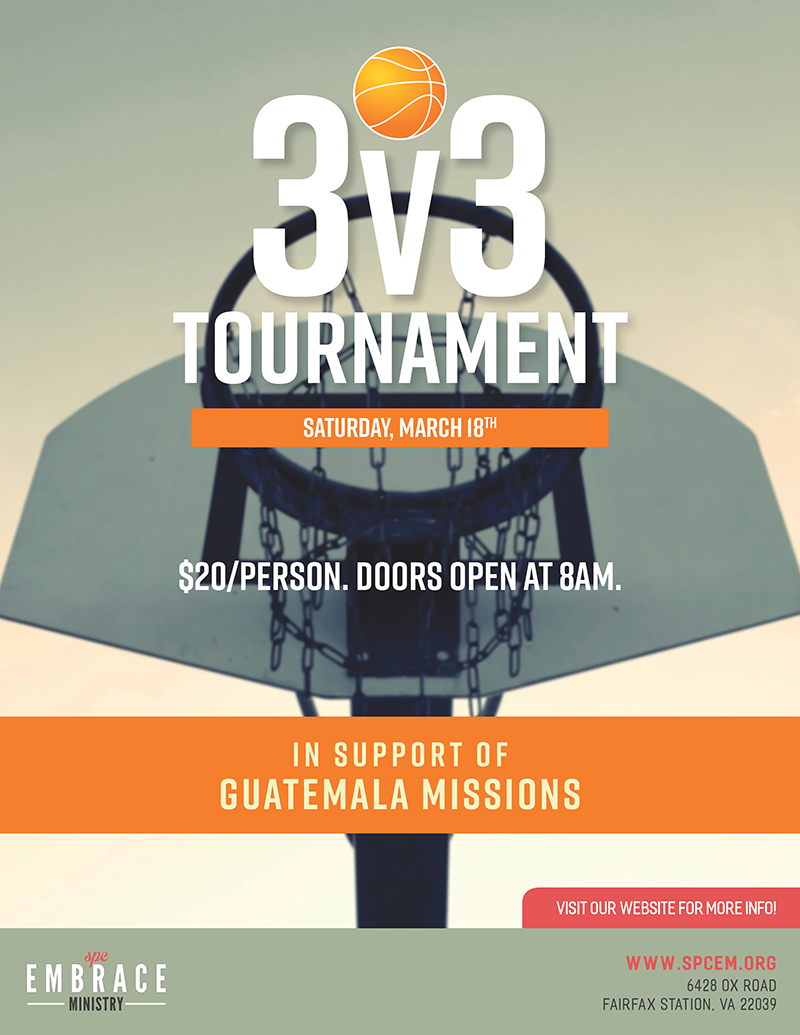 3v3
TOURNAMENT
SATURDAY, MARCH 18TH
$20/PERSON. DOORS OPEN AT 8AM.
IN SUPPORT OF
GUATEMALA MISSIONS
VISIT OUR WEBSITE FOR MORE INFO!
spc
EMBRACE
MINISTRY
WWW.SPCEM.ORG
6428 OX ROAD
FAIRFAX STATION, VA 22039